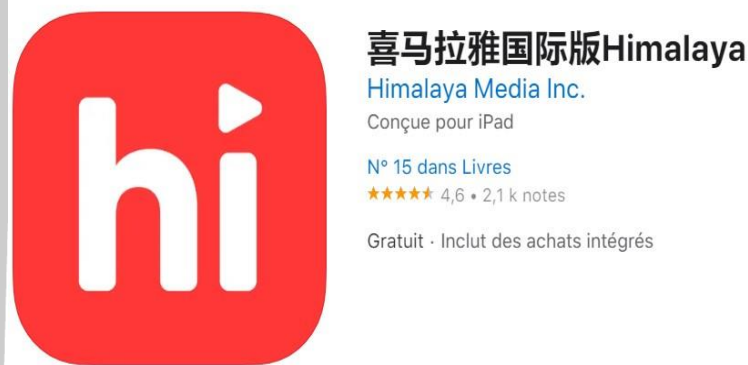 hi
喜马拉雅国际版Himalaya
Himalaya Media Inc.
Conçue pour iPad
N° 15 dans Livres
4,6 • 2,1 k notes
Gratuit · Inclut des achats intégrés